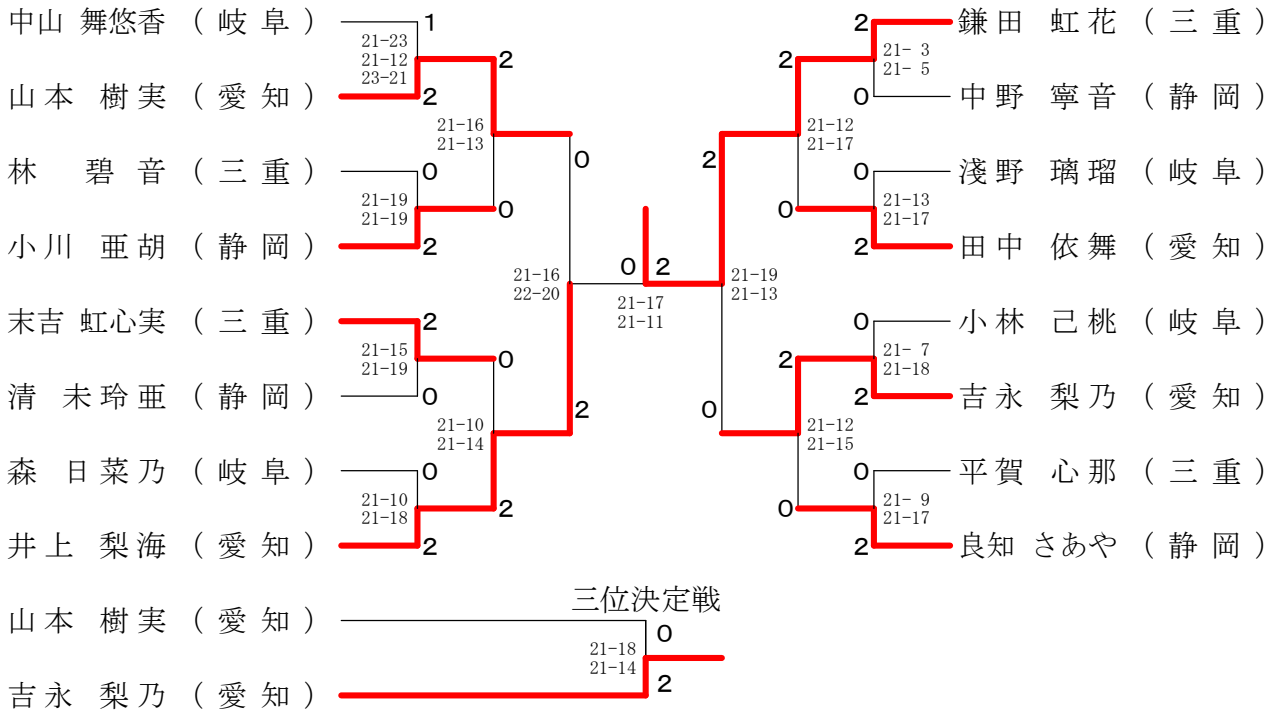 中山 舞悠香 (岐阜) 1 2 鎌田 虹花 (三重)
21-23 21- 3
21-12 2 2 21- 5
23-21
山本 樹実 (愛知) 2 0 中野 寧音 (静岡)
21-16 21-12
21-13 21-17
0 2
林 碧音 (三重) 0 0 淺野 璃瑠 (岐阜)
21-19 21-13
21-19 0 0 21-17
小川 亜胡 (静岡) 2 2 田中 依舞 (愛知)
21-16 0 2 21-19
22-20 21-17 21-13
21-11
末吉 虹心実 (三重) 2 0 小林 己桃 (岐阜)
21-15 21- 7
21-19 0 2 21-18
清 未玲亜 (静岡) 0 2 吉永 梨乃 (愛知)
2 0
21-10 21-12
21-14 21-15
森 日菜乃 (岐阜) 0 0 平賀 心那 (三重)
21-10 21- 9
21-18 2 0 21-17
井上 梨海 (愛知) 2 2 良知 さあや (静岡)
三位決定戦
山本 樹実 (愛知) 0
21-18
21-14
吉永 梨乃 (愛知) 2